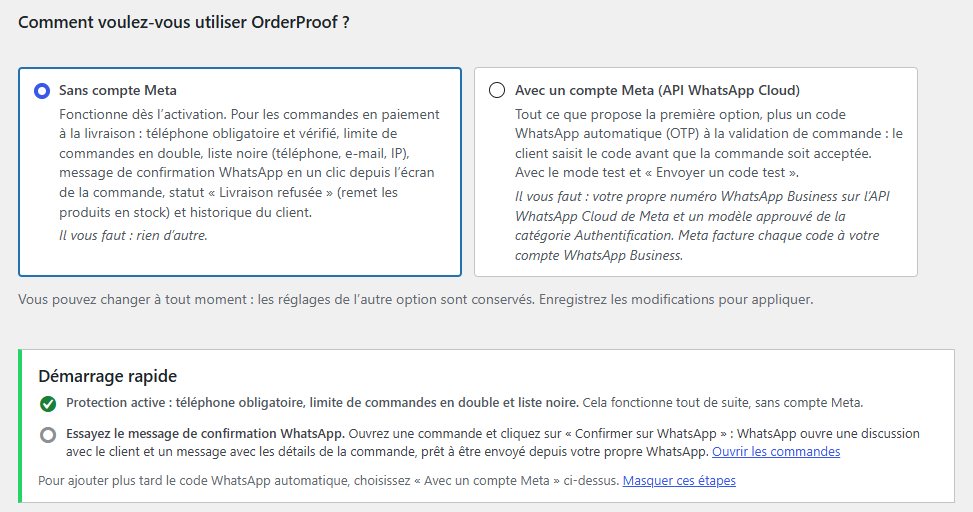 Comment voulez-vous utiliser OrderProof ?
Sans compte Meta
Fonctionne dès l’activation. Pour les commandes en paiement
à la livraison : téléphone obligatoire et vérifié, limite de
commandes en double, liste noire (téléphone, e-mail, IP),
message de confirmation WhatsApp en un clic depuis l’écran
de la commande, statut « Livraison refusée » (remet les
produits en stock) et historique du client.
Il vous faut : rien d’autre.
Avec un compte Meta (API WhatsApp Cloud)
Tout ce que propose la première option, plus un code
WhatsApp automatique (OTP) à la validation de commande : le
client saisit le code avant que la commande soit acceptée.
Avec le mode test et « Envoyer un code test ».
Il vous faut : votre propre numéro WhatsApp Business sur l’API
WhatsApp Cloud de Meta et un modèle approuvé de la
catégorie Authentification. Meta facture chaque code à votre
compte WhatsApp Business.
Vous pouvez changer à tout moment : les réglages de l’autre option sont conservés. Enregistrez les modifications pour appliquer.
Démarrage rapide
Protection active : téléphone obligatoire, limite de commandes en double et liste noire. Cela fonctionne tout de suite, sans compte Meta.
Essayez le message de confirmation WhatsApp. Ouvrez une commande et cliquez sur « Confirmer sur WhatsApp » : WhatsApp ouvre une discussion
avec le client et un message avec les détails de la commande, prêt à être envoyé depuis votre propre WhatsApp. Ouvrir les commandes
Pour ajouter plus tard le code WhatsApp automatique, choisissez « Avec un compte Meta » ci-dessus. Masquer ces étapes